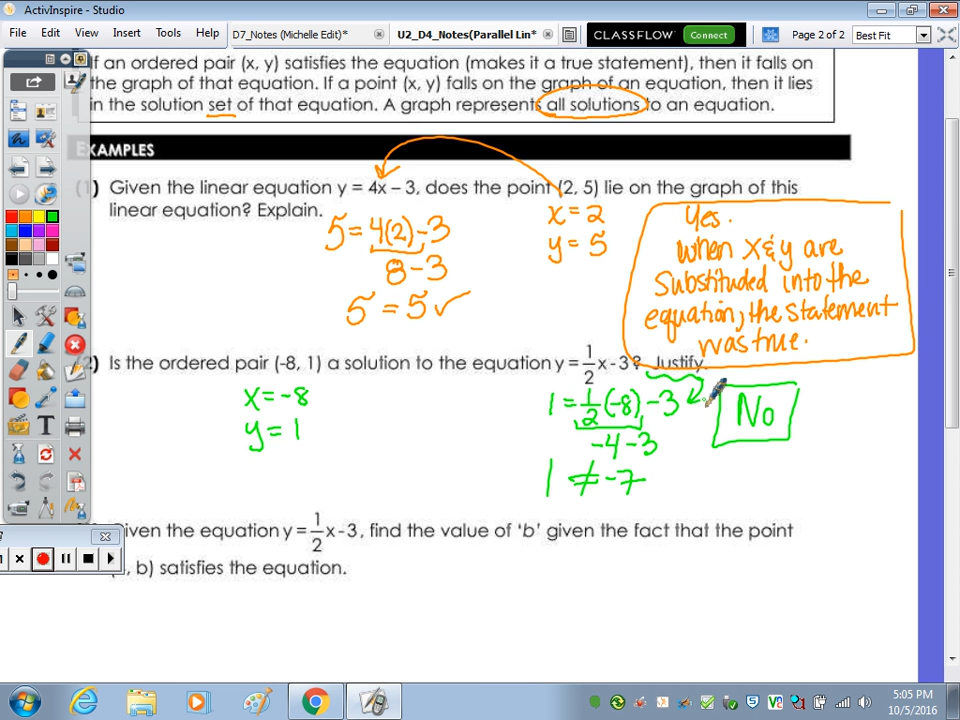 ActivInspire - Studio
File Edit View Insert Tools Help
D7_Notes (Michelle Edit)*
U2_D4_Notes(Parallel Lin*
CLASSFLOW Connect
Page 2 of 2
Best Fit
If an ordered pair (x, y) satisfies the equation (makes it a true statement), then it falls on
the graph of that equation. If a point (x, y) falls on the graph of an equation, then it lies
in the solution set of that equation. A graph represents all solutions to an equation.
EXAMPLES
(1) Given the linear equation y = 4x – 3, does the point (2, 5) lie on the graph of this
linear equation? Explain.
5 = 4(2) - 3
8 - 3
5 = 5 ✓
x = 2
y = 5
Yes.
When x & y are
substituded into the
equation, the statement
was true.
2) Is the ordered pair (-8, 1) a solution to the equation y = 1/2 x - 3? Justify.
x = -8
y = 1
1 = 1/2 (-8) - 3
-4 - 3
1 ≠ -7
No
Given the equation y = 1/2 x - 3, find the value of 'b' given the fact that the point
, b) satisfies the equation.
5:05 PM
10/5/2016